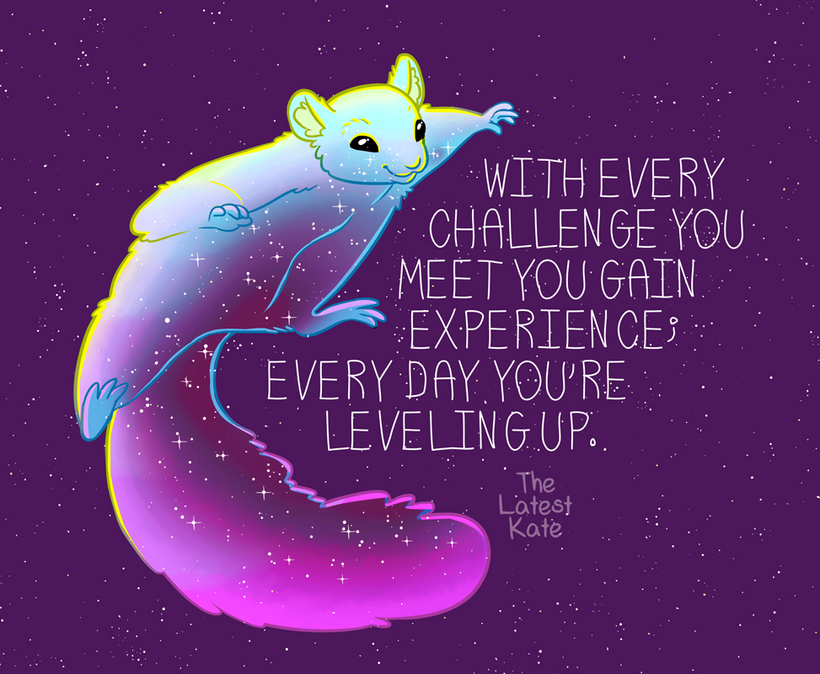 WITH EVERY
CHALLENGE YOU
MEET YOU GAIN
EXPERIENCE;
EVERY DAY YOU'RE
LEVELING UP.
The
Latest
Kate